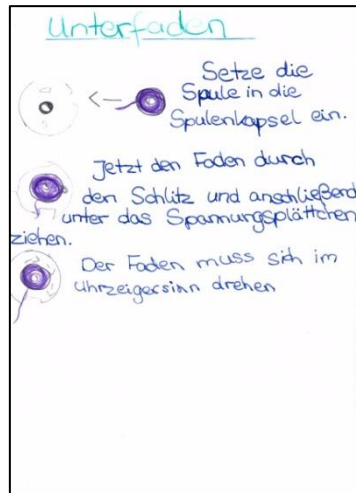 Unterfaden
Setze die
Spule in die
Spulenkapsel ein.
Jetzt den Faden durch
den Schlitz und anschließend
unter das Spannungsplättchen
ziehen.
Der Faden muss sich im
Uhrzeigersinn drehen